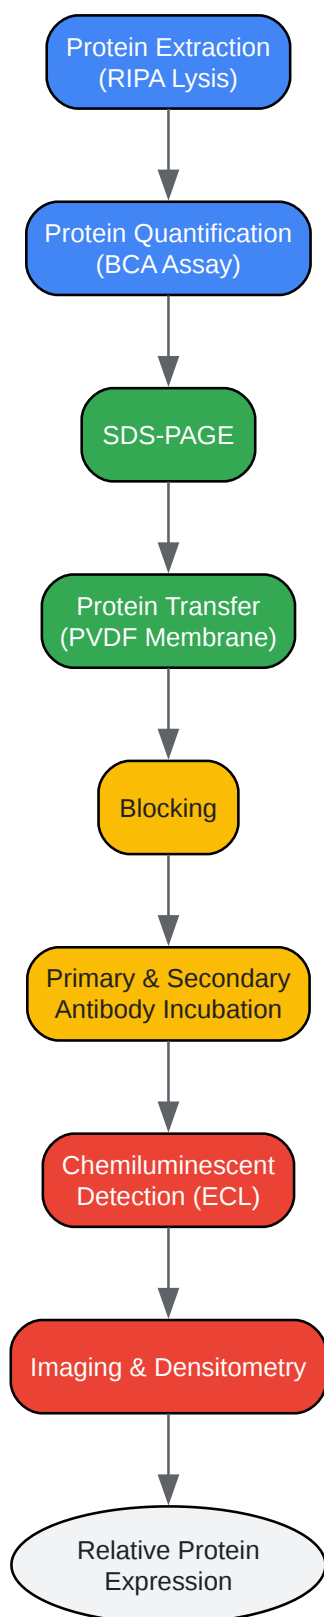 Protein Extraction
(RIPA Lysis)
Protein Quantification
(BCA Assay)
SDS-PAGE
Protein Transfer
(PVDF Membrane)
Blocking
Primary & Secondary
Antibody Incubation
Chemiluminescent
Detection (ECL)
Imaging & Densitometry
Relative Protein
Expression